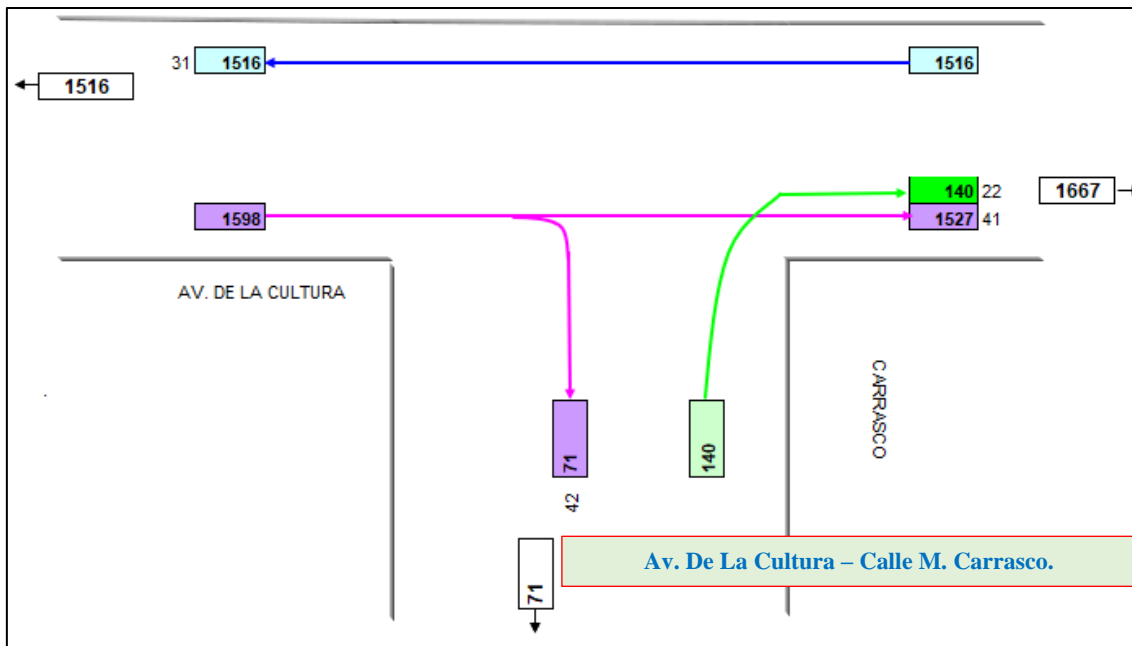 31 1516 1516
1516
140 22 1667
1598 1527 41
AV. DE LA CULTURA
CARRASCO
71 140
42
Av. De La Cultura – Calle M. Carrasco.
71